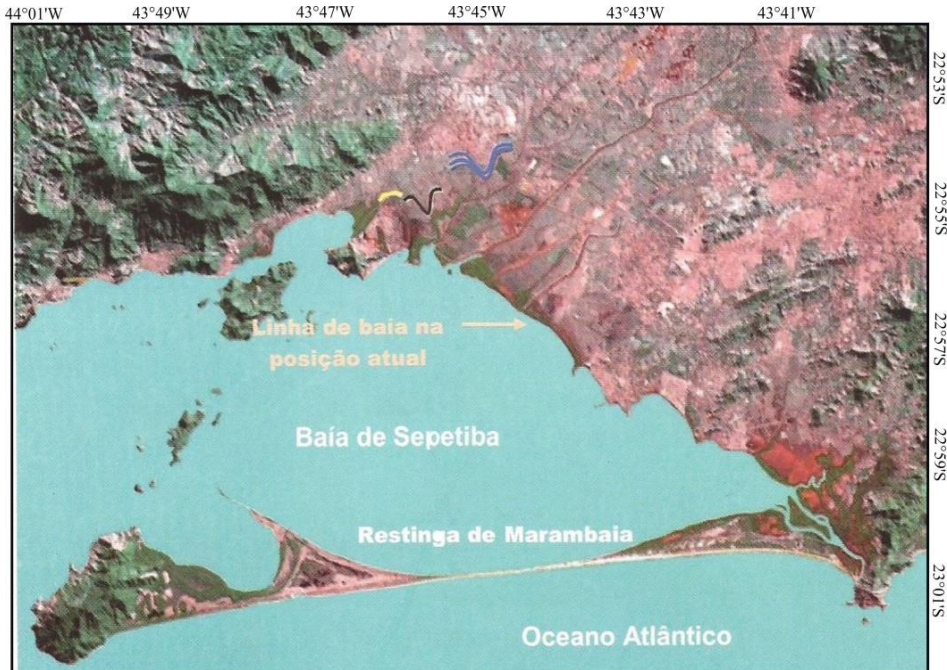 44°01'W 43°49'W 43°47'W 43°45'W 43°43'W 43°41'W
22°53'S
22°55'S
Linha de baía na
posição atual
22°57'S
Baía de Sepetiba
22°59'S
Restinga de Marambaia
23°01'S
Oceano Atlântico